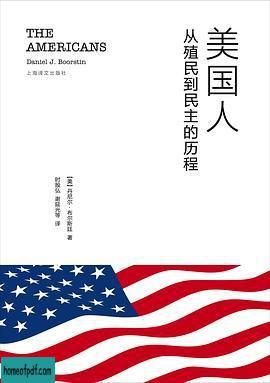 THE
AMERICANS
Daniel J. Boorstin
上海译文出版社
美国人
从殖民到民主的历程
[美] 丹尼尔·布尔斯廷 著
时殷弘 谢延光等 译
homeofpdf.com